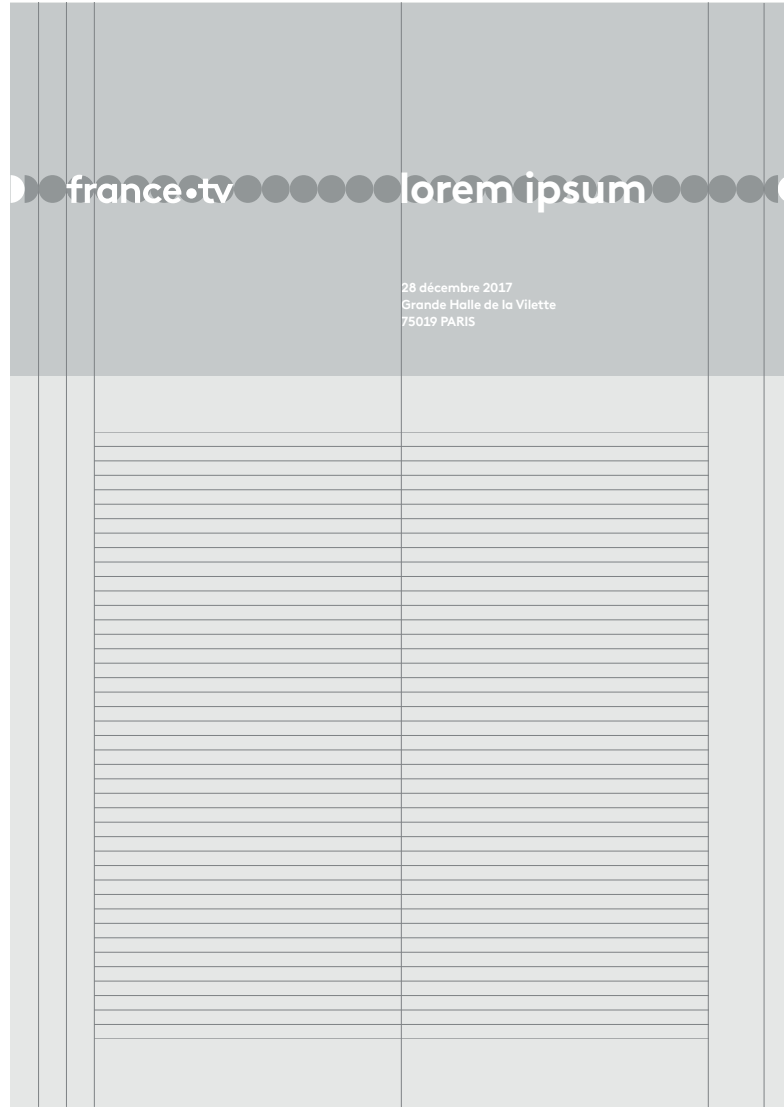 france•tv
lorem ipsum
28 décembre 2017
Grande Halle de la Vilette
75019 PARIS